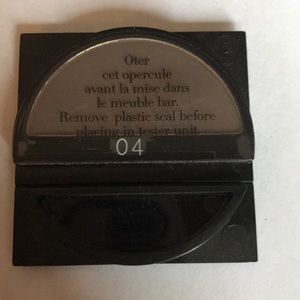 Oter
cet opercule
avant la mise dans
le meuble bar.
Remove plastic seal before
placing in tester unit
04